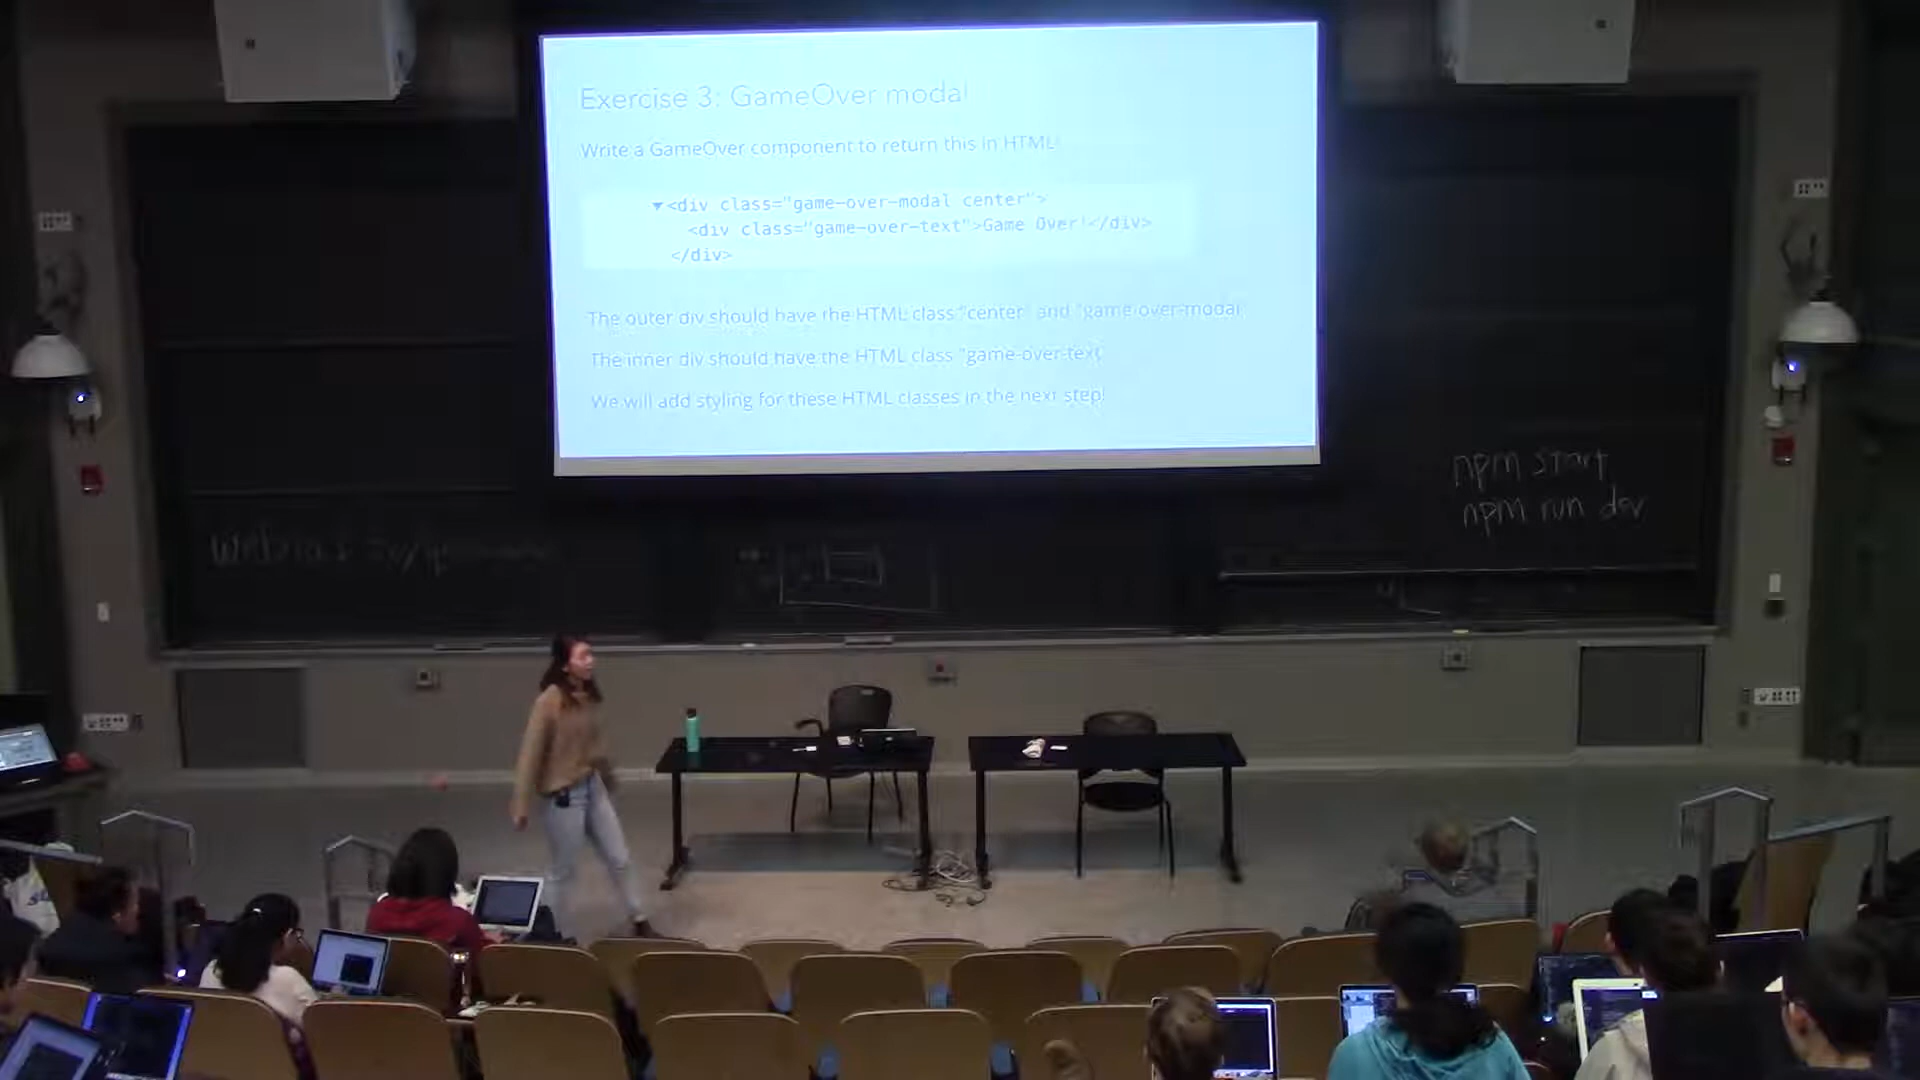 Exercise 3: GameOver modal
Write a GameOver component to return this in HTML:
▼<div class="game-over-modal center">
<div class="game-over-text">Game Over!</div>
</div>
The outer div should have the HTML class "center" and "game-over-modal
The inner div should have the HTML class "game-over-text"
We will add styling for these HTML classes in the next step!
npm start
npm run dev